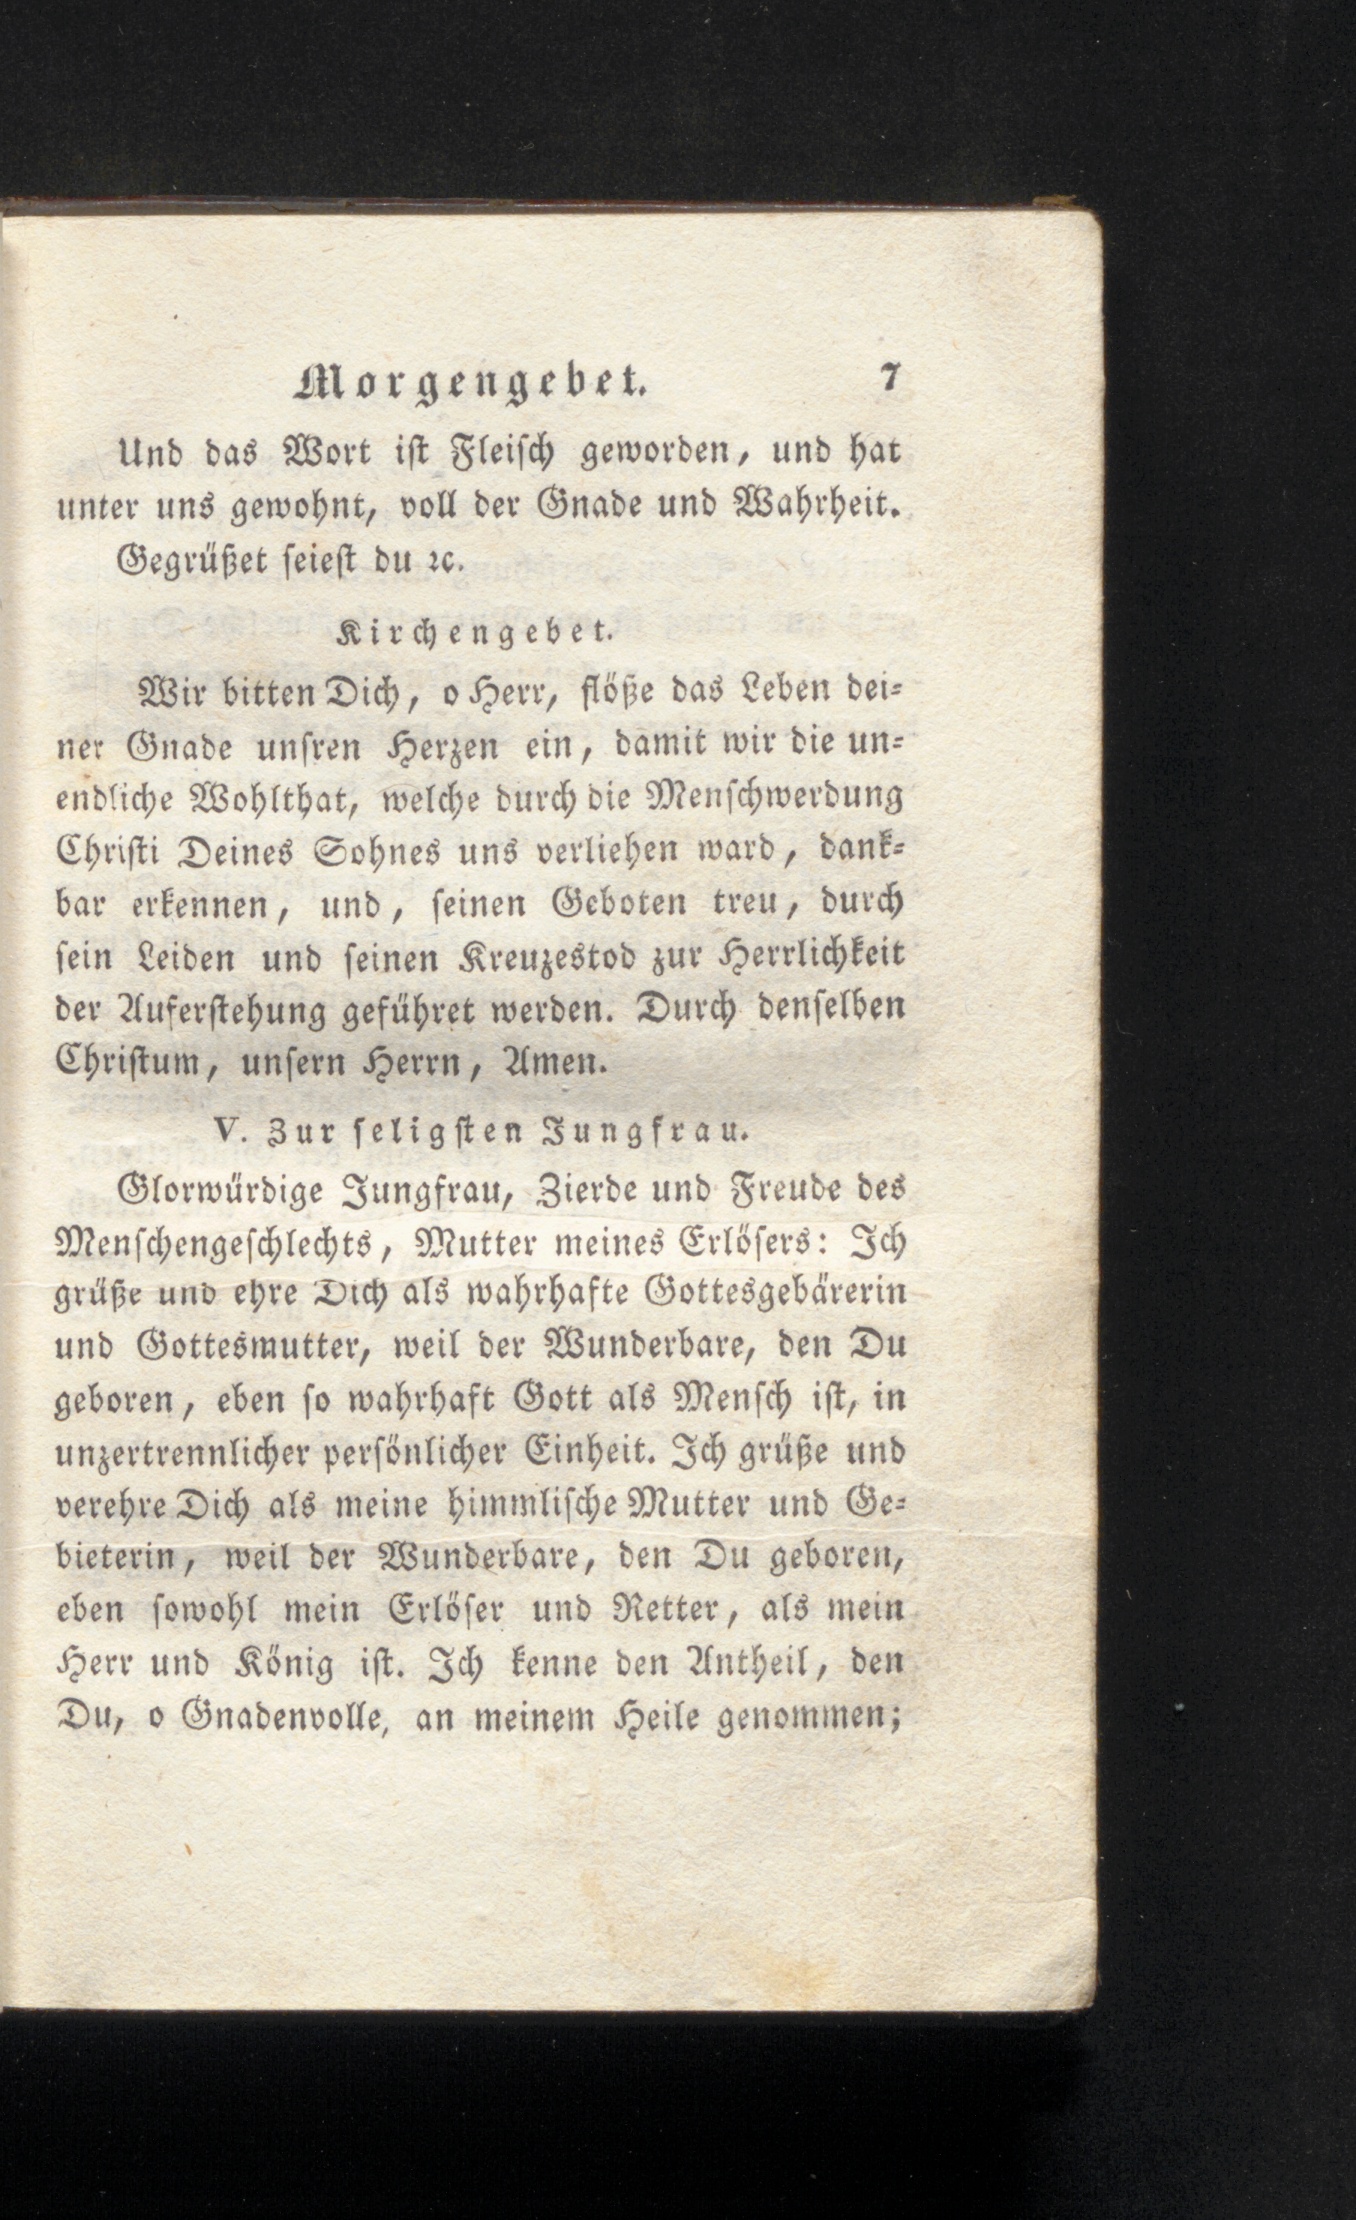 Morgengebet. 7
Und das Wort ist Fleisch geworden, und hat
unter uns gewohnt, voll der Gnade und Wahrheit.
Gegrüßet seiest du ꝛc.
Kirchengebet.
Wir bitten Dich, o Herr, flöße das Leben dei-
ner Gnade unsren Herzen ein, damit wir die un-
endliche Wohlthat, welche durch die Menschwerdung
Christi Deines Sohnes uns verliehen ward, dank-
bar erkennen, und, seinen Geboten treu, durch
sein Leiden und seinen Kreuzestod zur Herrlichkeit
der Auferstehung geführet werden. Durch denselben
Christum, unsern Herrn, Amen.
V. Zur seligsten Jungfrau.
Glorwürdige Jungfrau, Zierde und Freude des
Menschengeschlechts, Mutter meines Erlösers: Ich
grüße und ehre Dich als wahrhafte Gottesgebärerin
und Gottesmutter, weil der Wunderbare, den Du
geboren, eben so wahrhaft Gott als Mensch ist, in
unzertrennlicher persönlicher Einheit. Ich grüße und
verehre Dich als meine himmlische Mutter und Ge-
bieterin, weil der Wunderbare, den Du geboren,
eben sowohl mein Erlöser und Retter, als mein
Herr und König ist. Ich kenne den Antheil, den
Du, o Gnadenvolle, an meinem Heile genommen;